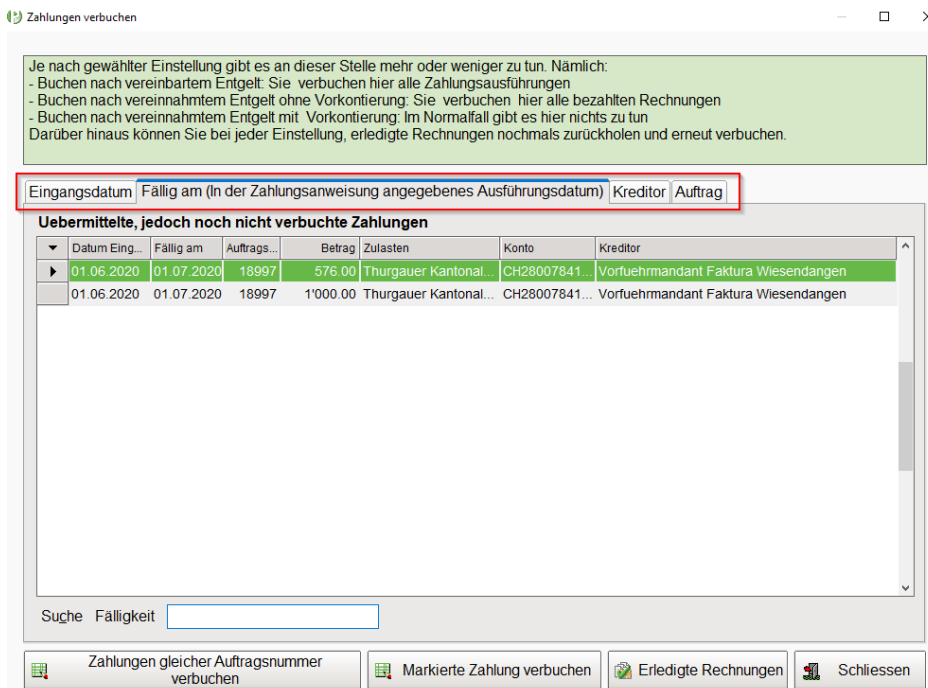 Zahlungen verbuchen
Je nach gewählter Einstellung gibt es an dieser Stelle mehr oder weniger zu tun. Nämlich:
- Buchen nach vereinbartem Entgelt: Sie verbuchen hier alle Zahlungsausführungen
- Buchen nach vereinnahmtem Entgelt ohne Vorkontierung: Sie verbuchen hier alle bezahlten Rechnungen
- Buchen nach vereinnahmtem Entgelt mit Vorkontierung: Im Normalfall gibt es hier nichts zu tun
Darüber hinaus können Sie bei jeder Einstellung, erledigte Rechnungen nochmals zurückholen und erneut verbuchen.
Eingangsdatum Fällig am (In der Zahlungsanweisung angegebenes Ausführungsdatum) Kreditor Auftrag
Uebermittelte, jedoch noch nicht verbuchte Zahlungen
Datum Eing... Fällig am Auftrags... Betrag Zulasten Konto Kreditor
01.06.2020 01.07.2020 18997 576.00 Thurgauer Kantonal... CH28007841... Vorfuehrmandant Faktura Wiesendangen
01.06.2020 01.07.2020 18997 1'000.00 Thurgauer Kantonal... CH28007841... Vorfuehrmandant Faktura Wiesendangen
Suche Fälligkeit
Zahlungen gleicher Auftragsnummer
verbuchen
Markierte Zahlung verbuchen
Erledigte Rechnungen
Schliessen